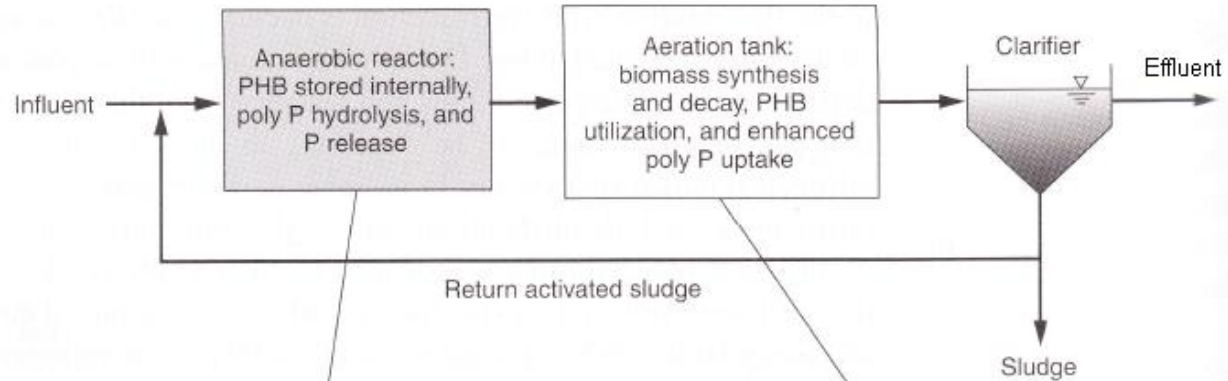 Influent
Anaerobic reactor:
PHB stored internally,
poly P hydrolysis, and
P release
Aeration tank:
biomass synthesis
and decay, PHB
utilization, and enhanced
poly P uptake
Clarifier
Effluent
Return activated sludge
Sludge